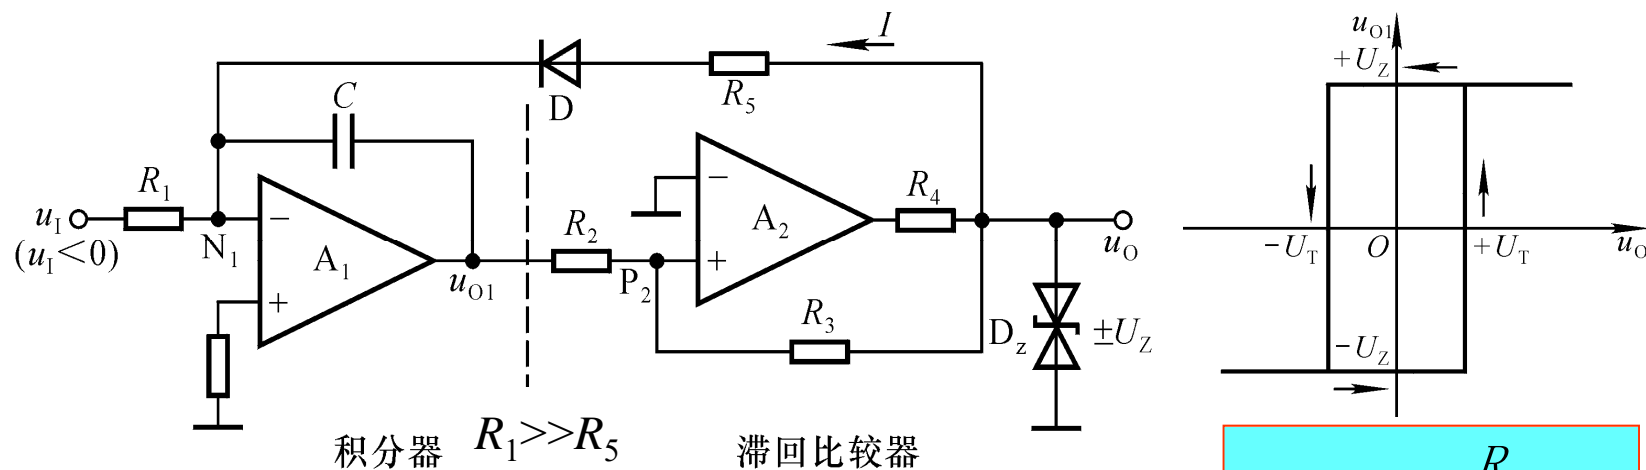 I
C
D
R₅
R₁
uI
(uI<0)
N₁
−
+
A₁
uO1
R₂
P₂
−
+
A₂
R₄
R₃
uO
Dz
±UZ
积分器
R₁>>R₅
滞回比较器
uO1
+UZ
−UT
O
+UT
uO
−UZ
R